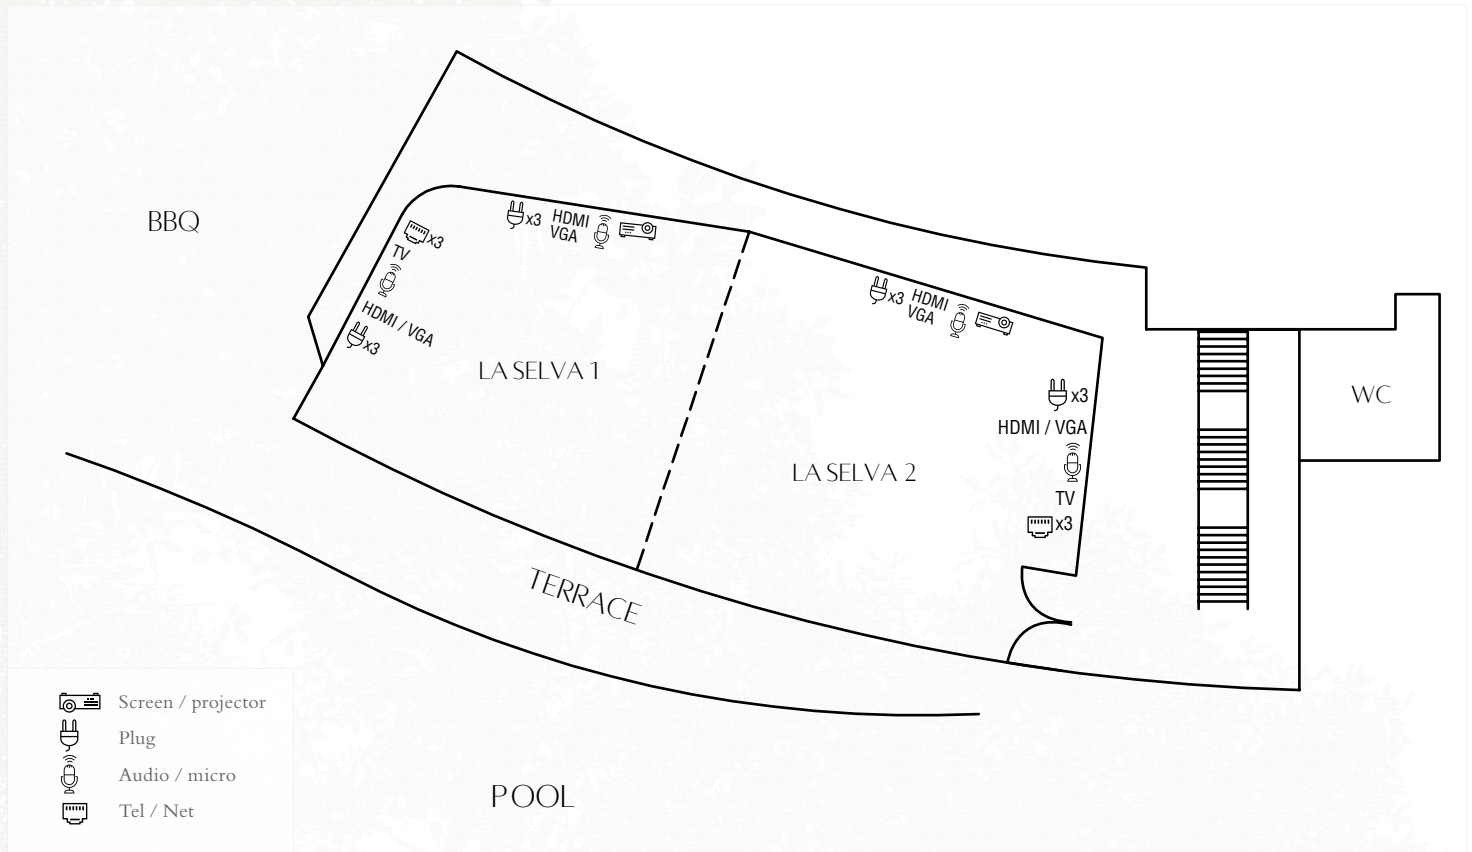 BBQ
x3
HDMI
VGA
x3
TV
HDMI / VGA
x3
LA SELVA 1
x3
HDMI
VGA
x3
HDMI / VGA
TV
x3
LA SELVA 2
WC
TERRACE
POOL
Screen / projector
Plug
Audio / micro
Tel / Net